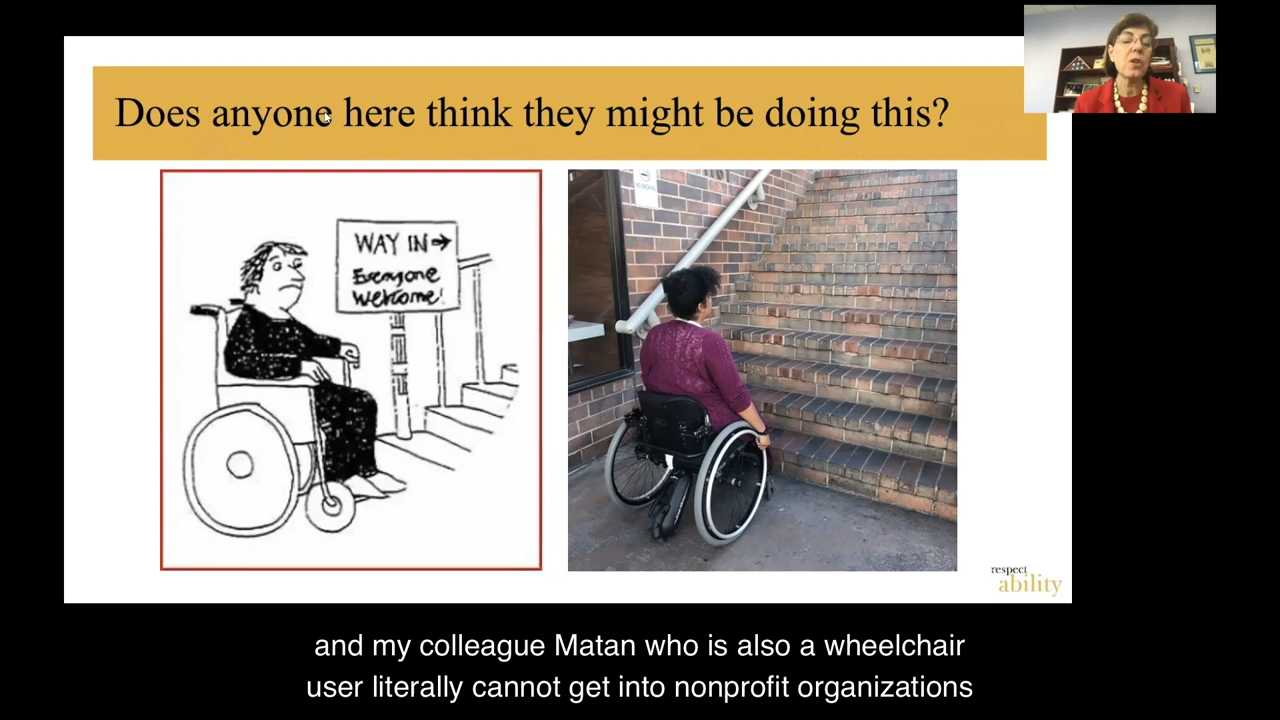 Does anyone here think they might be doing this?
WAY IN→
Everyone
Welcome!
respect
ability
and my colleague Matan who is also a wheelchair
user literally cannot get into nonprofit organizations